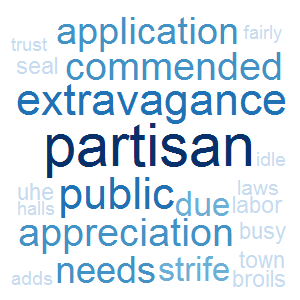 application fairly
trust
seal commended
extravagance
partisan
idle
uhe public due laws
halls labor
appreciation busy
town
adds needs strife broils